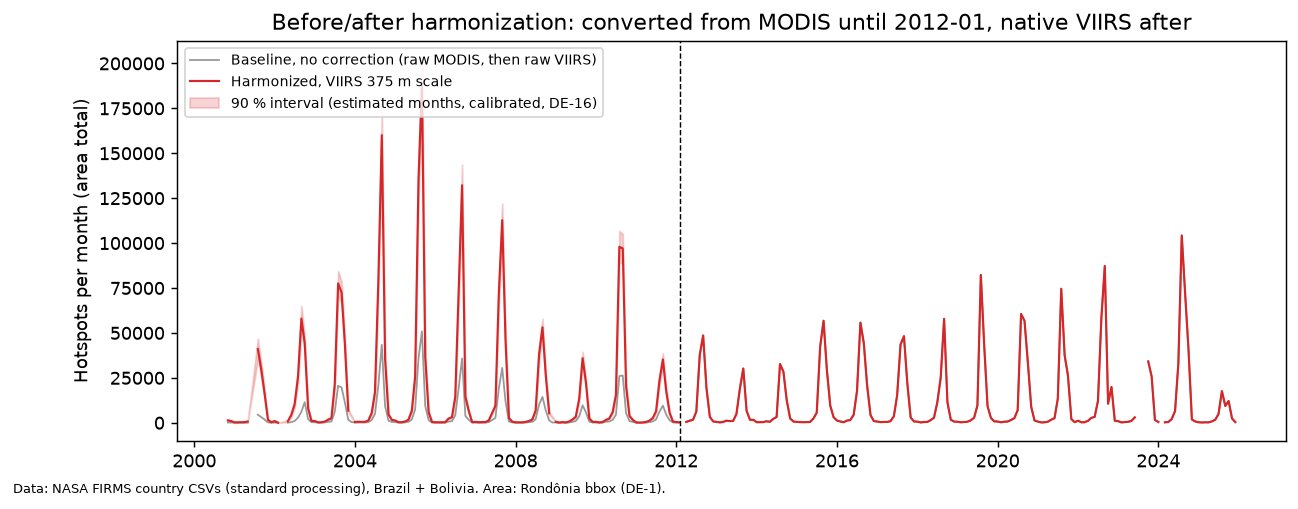 Before/after harmonization: converted from MODIS until 2012-01, native VIIRS after
Baseline, no correction (raw MODIS, then raw VIIRS)
Harmonized, VIIRS 375 m scale
90 % interval (estimated months, calibrated, DE-16)
Hotspots per month (area total)
200000
175000
150000
125000
100000
75000
50000
25000
0
2000 2004 2008 2012 2016 2020 2024
Data: NASA FIRMS country CSVs (standard processing), Brazil + Bolivia. Area: Rondônia bbox (DE-1).